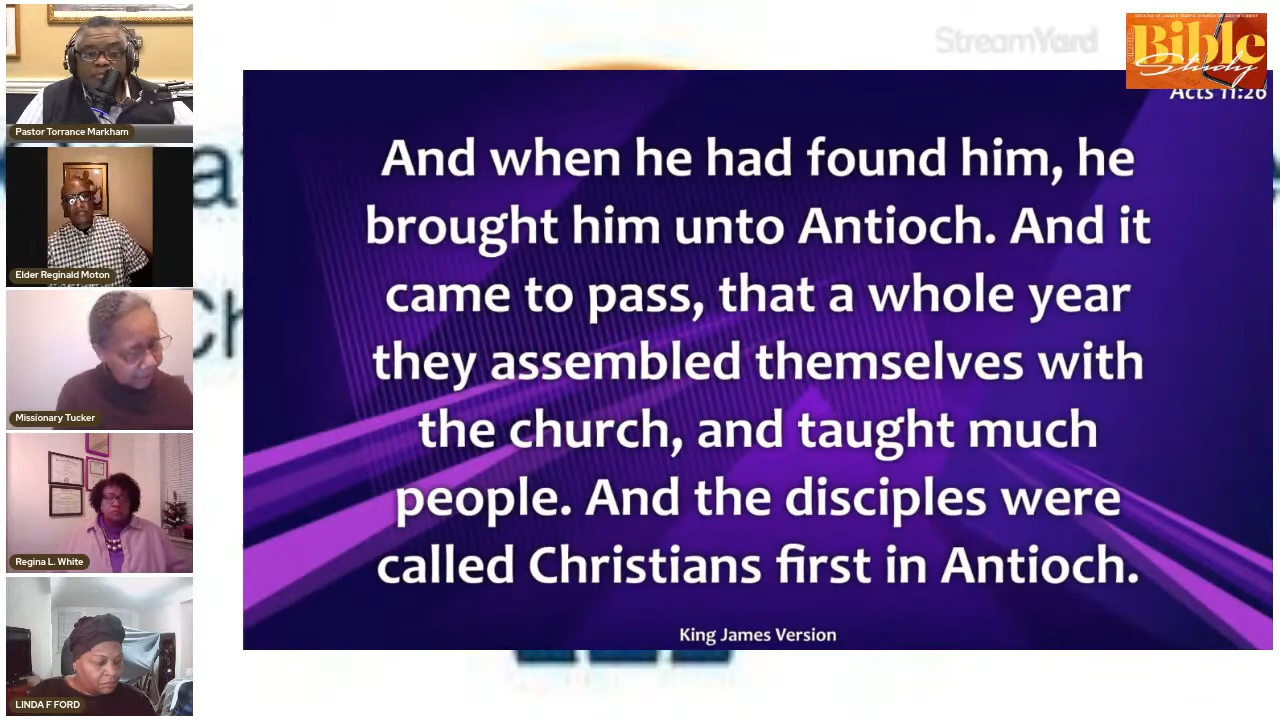 Pastor Torrance Markham
Elder Reginald Moton
Missionary Tucker
Regina L. White
LINDA F FORD
StreamYard
Bible
Study
Acts 11:26
And when he had found him, he
brought him unto Antioch. And it
came to pass, that a whole year
they assembled themselves with
the church, and taught much
people. And the disciples were
called Christians first in Antioch.
King James Version